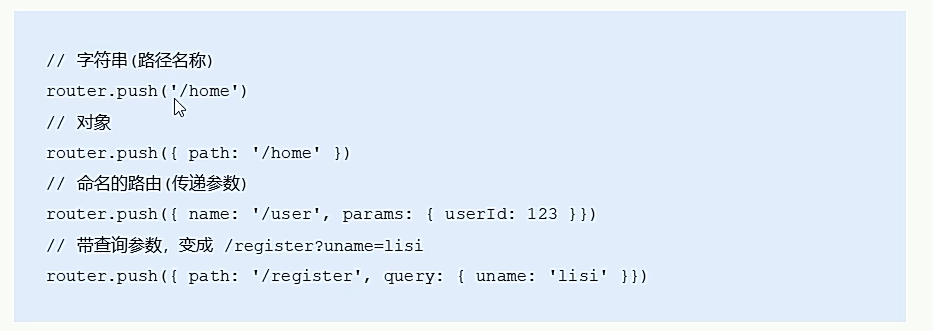 // 字符串(路径名称)
router.push('/home')
// 对象
router.push({ path: '/home' })
// 命名的路由(传递参数)
router.push({ name: '/user', params: { userId: 123 }})
// 带查询参数，变成 /register?uname=lisi
router.push({ path: '/register', query: { uname: 'lisi' }})